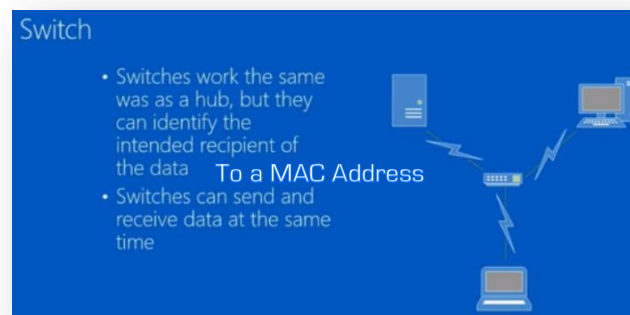 Switch
• Switches work the same
was as a hub, but they
can identify the
intended recipient of
the data
To a MAC Address
• Switches can send and
receive data at the same
time